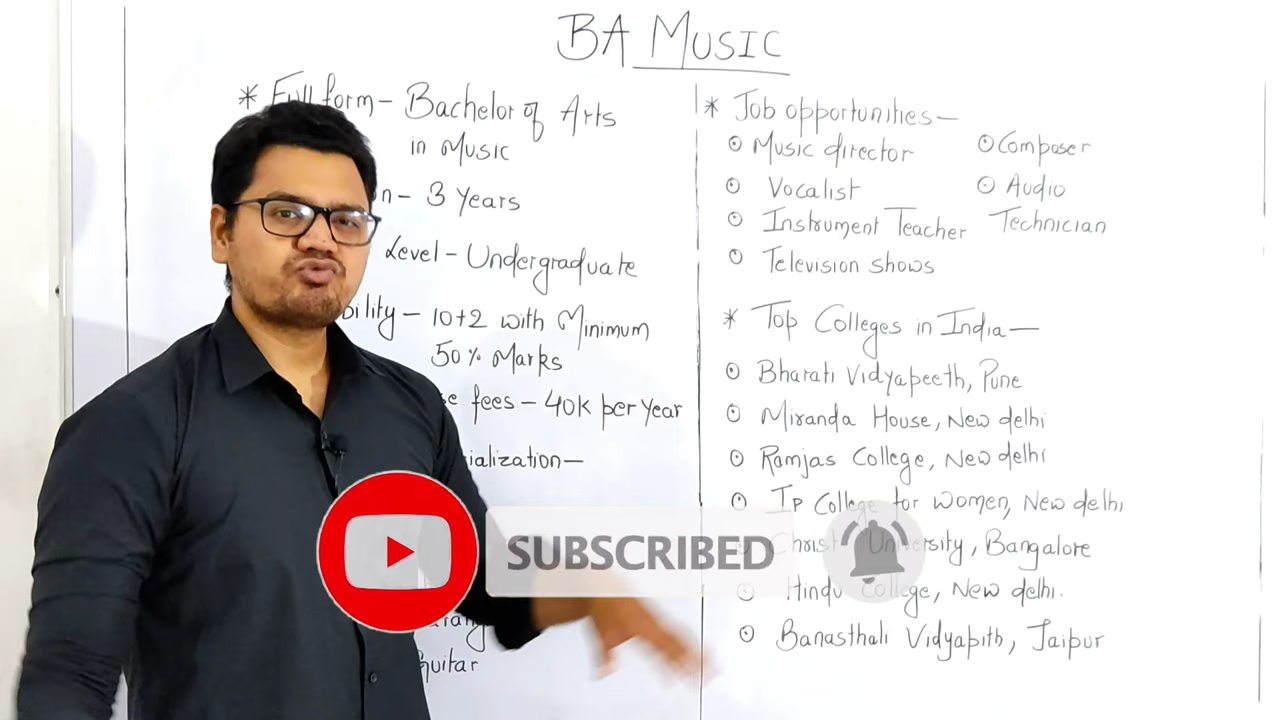 BA MUSIC
* Full form - Bachelor of Arts
in Music
n - 3 years
Level - Undergraduate
bility - 10+2 with Minimum
50% Marks
se fees - 40K per year
ialization -
Guitar
* Job opportunities -
Music director
Composer
Vocalist
Audio
Technician
Instrument Teacher
Television shows
* Top Colleges in India -
Bharati Vidyapeeth, Pune
Miranda House, New delhi
Ramjas College, New delhi
IP College for women, New delhi
Christ University, Bangalore
Hindu College, New delhi.
Banasthali Vidyapith, Jaipur
SUBSCRIBED